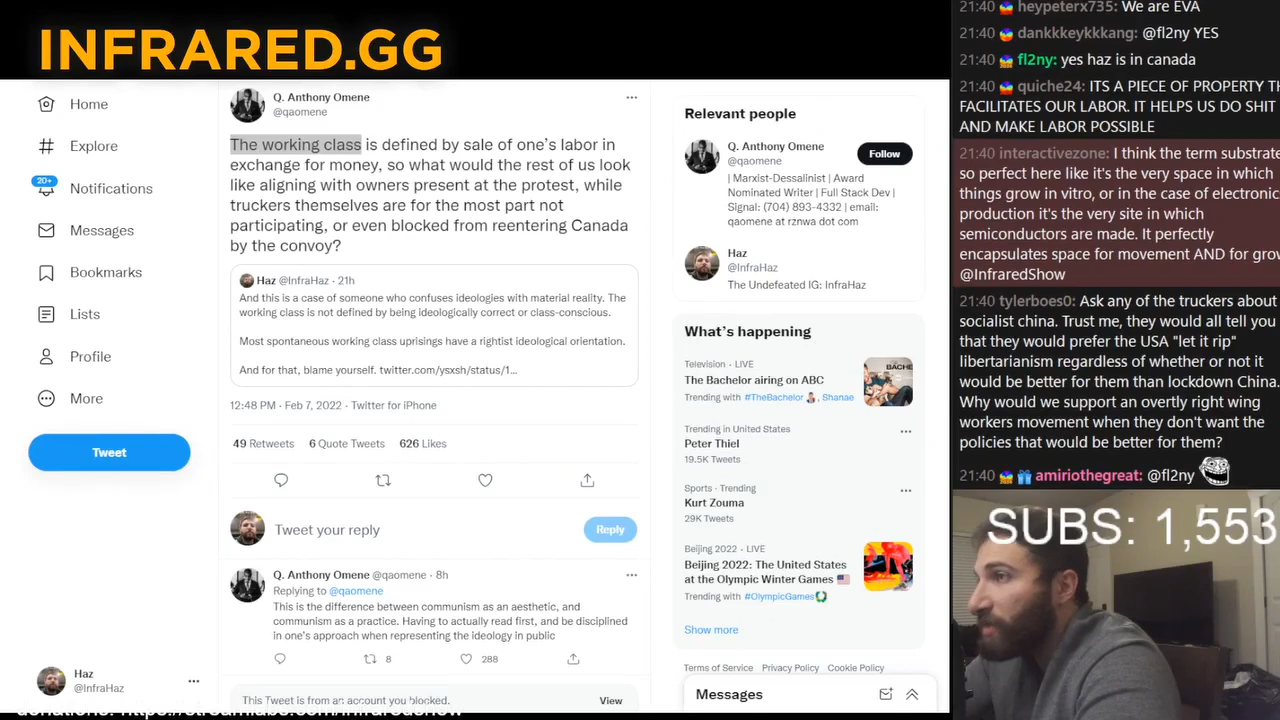 INFRARED.GG
Home
Explore
20+
Notifications
Messages
Bookmarks
Lists
Profile
More
Tweet
Haz
@InfraHaz
Q. Anthony Omene
@qaomene
The working class is defined by sale of one's labor in
exchange for money, so what would the rest of us look
like aligning with owners present at the protest, while
truckers themselves are for the most part not
participating, or even blocked from reentering Canada
by the convoy?
Haz @InfraHaz · 21h
And this is a case of someone who confuses ideologies with material reality. The
working class is not defined by being ideologically correct or class-conscious.
Most spontaneous working class uprisings have a rightist ideological orientation.
And for that, blame yourself. twitter.com/ysxsh/status/1...
12:48 PM · Feb 7, 2022 · Twitter for iPhone
49 Retweets 6 Quote Tweets 626 Likes
Tweet your reply
Reply
Q. Anthony Omene @qaomene · 8h
Replying to @qaomene
This is the difference between communism as an aesthetic, and
communism as a practice. Having to actually read first, and be disciplined
in one's approach when representing the ideology in public
8
288
This Tweet is from an account you blocked.
View
Relevant people
Q. Anthony Omene
@qaomene
Follow
| Marxist-Dessalinist | Award
Nominated Writer | Full Stack Dev |
Signal: (704) 893-4332 | email:
qaomene at rznwa dot com
Haz
@InfraHaz
The Undefeated IG: InfraHaz
What's happening
Television · LIVE
The Bachelor airing on ABC
Trending with #TheBachelor, Shanae
Trending in United States
Peter Thiel
19.5K Tweets
Sports · Trending
Kurt Zouma
29K Tweets
Beijing 2022 · LIVE
Beijing 2022: The United States
at the Olympic Winter Games
Trending with #OlympicGames
Show more
Terms of Service Privacy Policy Cookie Policy
Messages
21:40 heypeterx735: We are EVA
21:40 dankkkeykkkang: @fl2ny YES
21:40 fl2ny: yes haz is in canada
21:40 quiche24: ITS A PIECE OF PROPERTY
FACILITATES OUR LABOR. IT HELPS US DO SHIT
AND MAKE LABOR POSSIBLE
21:40 interactivezone: I think the term substrate
so perfect here like it's the very space in which
things grow in vitro, or in the case of electronics
production it's the very site in which
semiconductors are made. It perfectly
encapsulates space for movement AND for
@InfraredShow
21:40 tylerboes0: Ask any of the truckers about
socialist china. Trust me, they would all tell you
that they would prefer the USA "let it rip"
libertarianism regardless of whether or not it
would be better for them than lockdown China.
Why would we support an overtly right wing
workers movement when they don't want the
policies that would be better for them?
21:40 amiriothegreat: @fl2ny
SUBS: 1,553